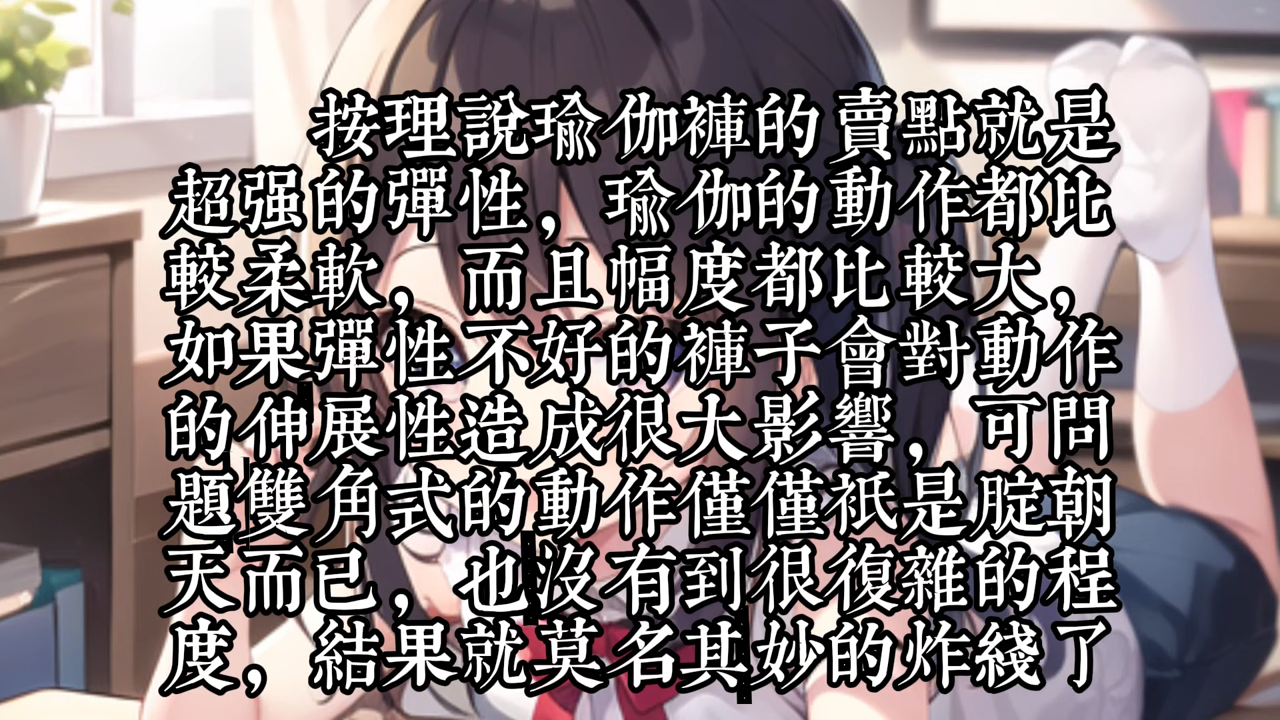 按理說瑜伽褲的賣點就是
超强的彈性，瑜伽的動作都比
較柔軟，而且幅度都比較大，
如果彈性不好的褲子會對動作
的伸展性造成很大影響，可問
題雙角式的動作僅僅衹是腚朝
天而已，也沒有到很復雜的程
度，結果就莫名其妙的炸綫了